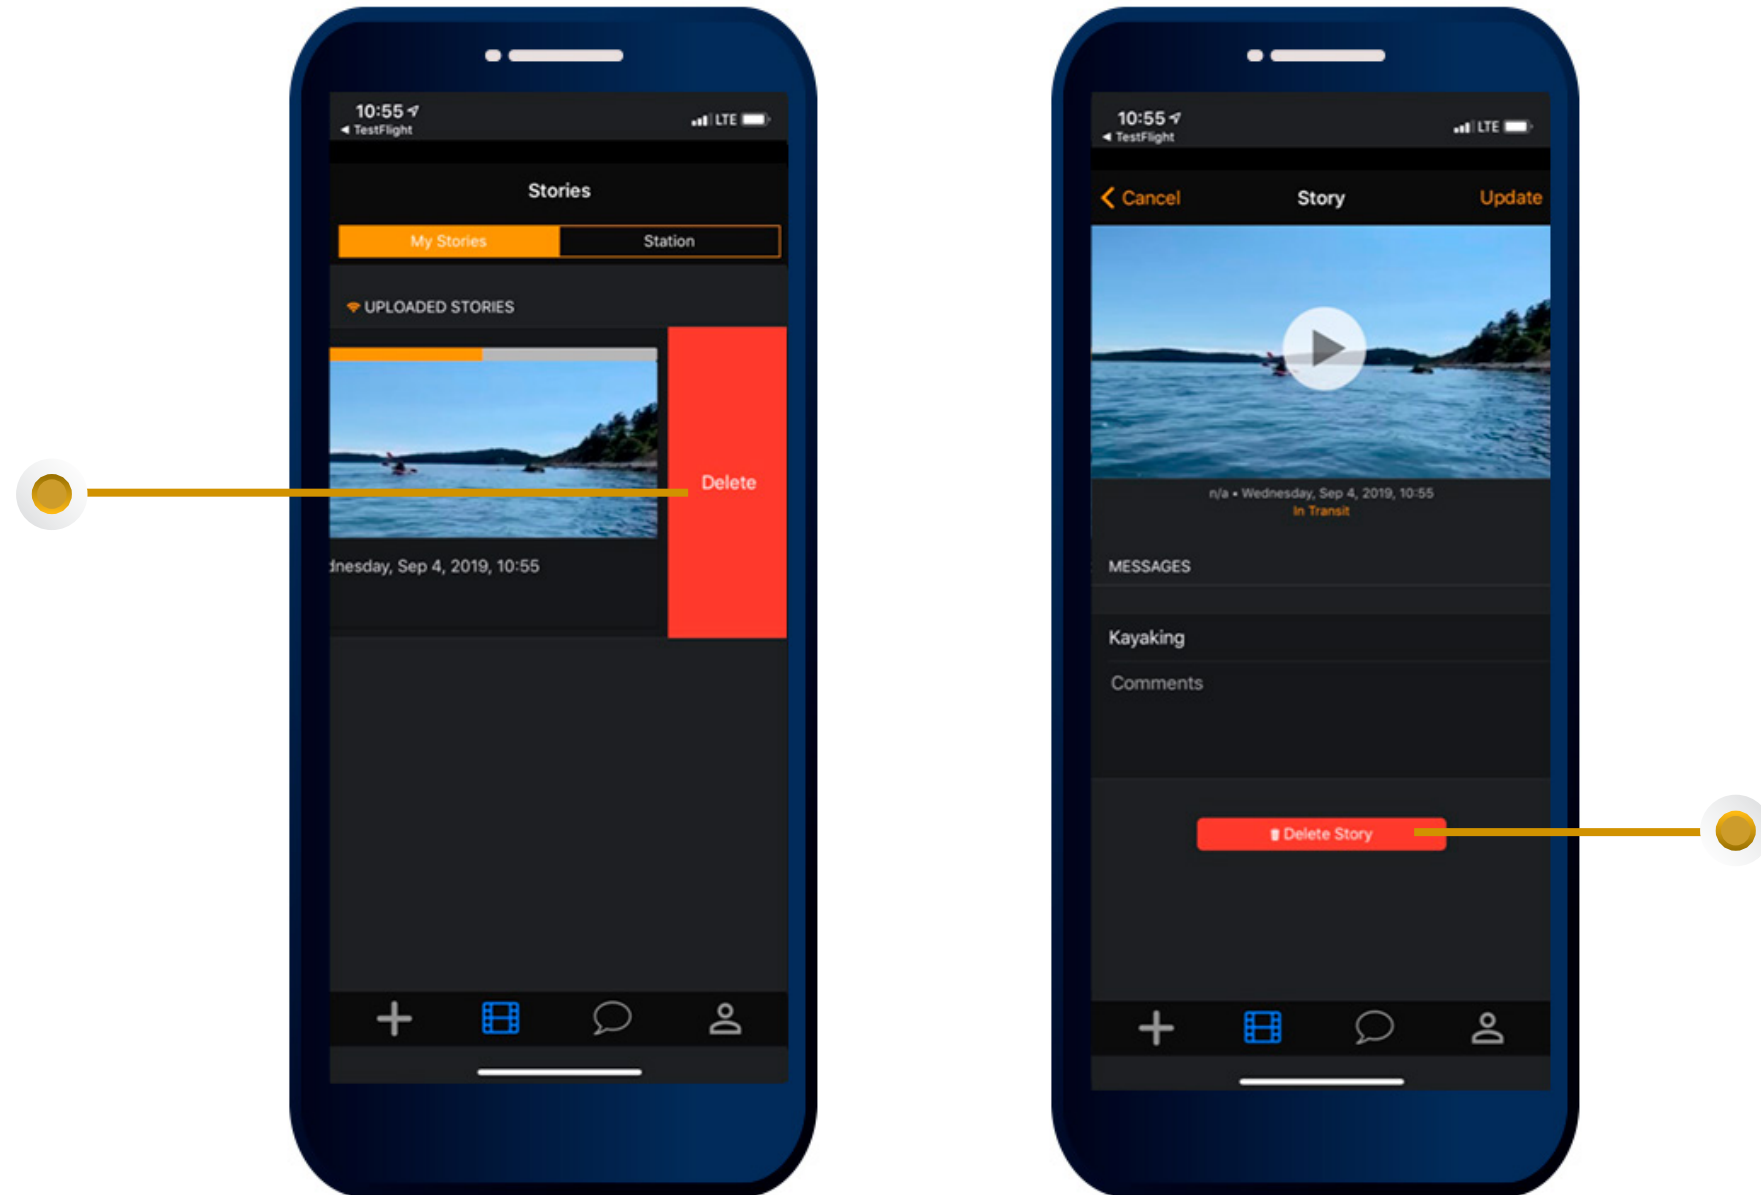 10:55
◀ TestFlight
LTE
Stories
My Stories
Station
UPLOADED STORIES
Delete
dnesday, Sep 4, 2019, 10:55
10:55
◀ TestFlight
LTE
Cancel
Story
Update
n/a • Wednesday, Sep 4, 2019, 10:55
In Transit
MESSAGES
Kayaking
Comments
Delete Story